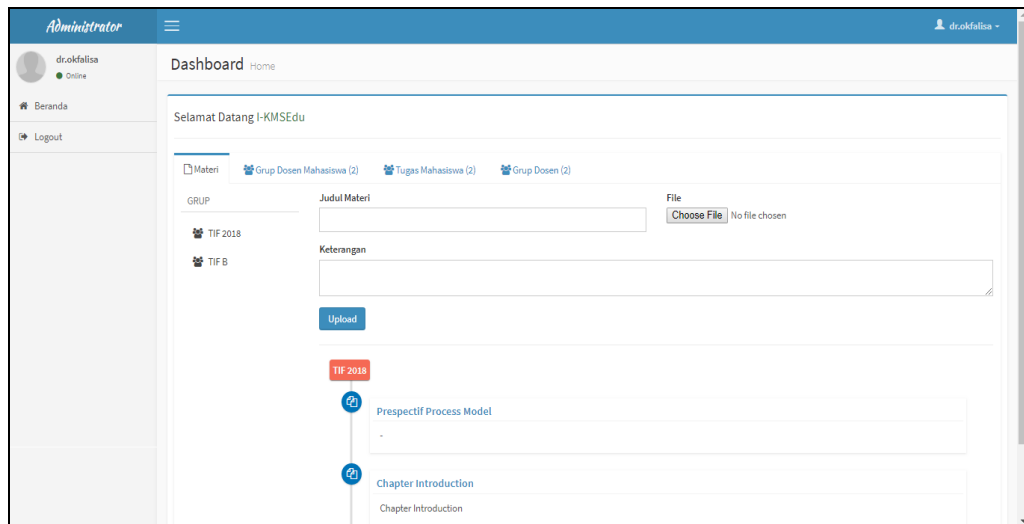 Administrator
dr.okfalisa
dr.okfalisa
Online
Dashboard Home
Beranda
Logout
Selamat Datang I-KMSEdu
Materi Grup Dosen Mahasiswa (2) Tugas Mahasiswa (2) Grup Dosen (2)
GRUP
TIF 2018
TIF B
Judul Materi
File
Choose File No file chosen
Keterangan
Upload
TIF 2018
Prespectif Process Model
-
Chapter Introduction
Chapter Introduction